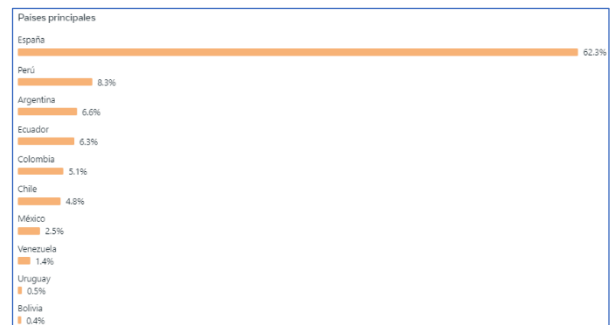 Países principales
España
62.3%
Perú
8.3%
Argentina
6.6%
Ecuador
6.3%
Colombia
5.1%
Chile
4.8%
México
2.5%
Venezuela
1.4%
Uruguay
0.5%
Bolivia
0.4%